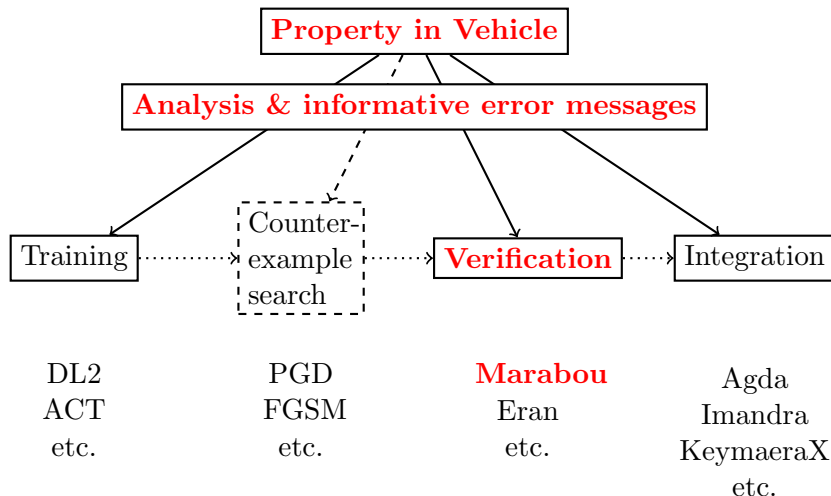 Property in Vehicle
Analysis & informative error messages
Training
Counter-
example
search
Verification
Integration
DL2
ACT
etc.
PGD
FGSM
etc.
Marabou
Eran
etc.
Agda
Imandra
KeymaeraX
etc.